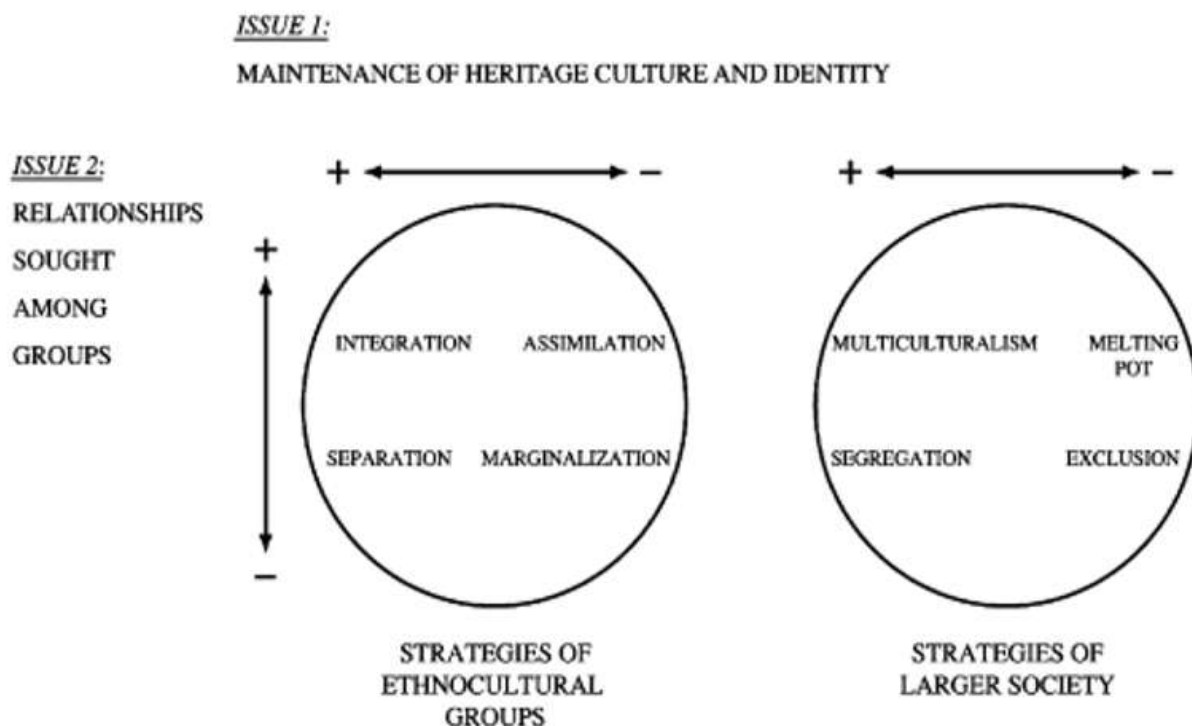 ISSUE 1:
MAINTENANCE OF HERITAGE CULTURE AND IDENTITY
ISSUE 2:
RELATIONSHIPS
SOUGHT
AMONG
GROUPS
+ −
+
−
INTEGRATION ASSIMILATION
SEPARATION MARGINALIZATION
STRATEGIES OF
ETHNOCULTURAL
GROUPS
+ −
MULTICULTURALISM MELTING
POT
SEGREGATION EXCLUSION
STRATEGIES OF
LARGER SOCIETY